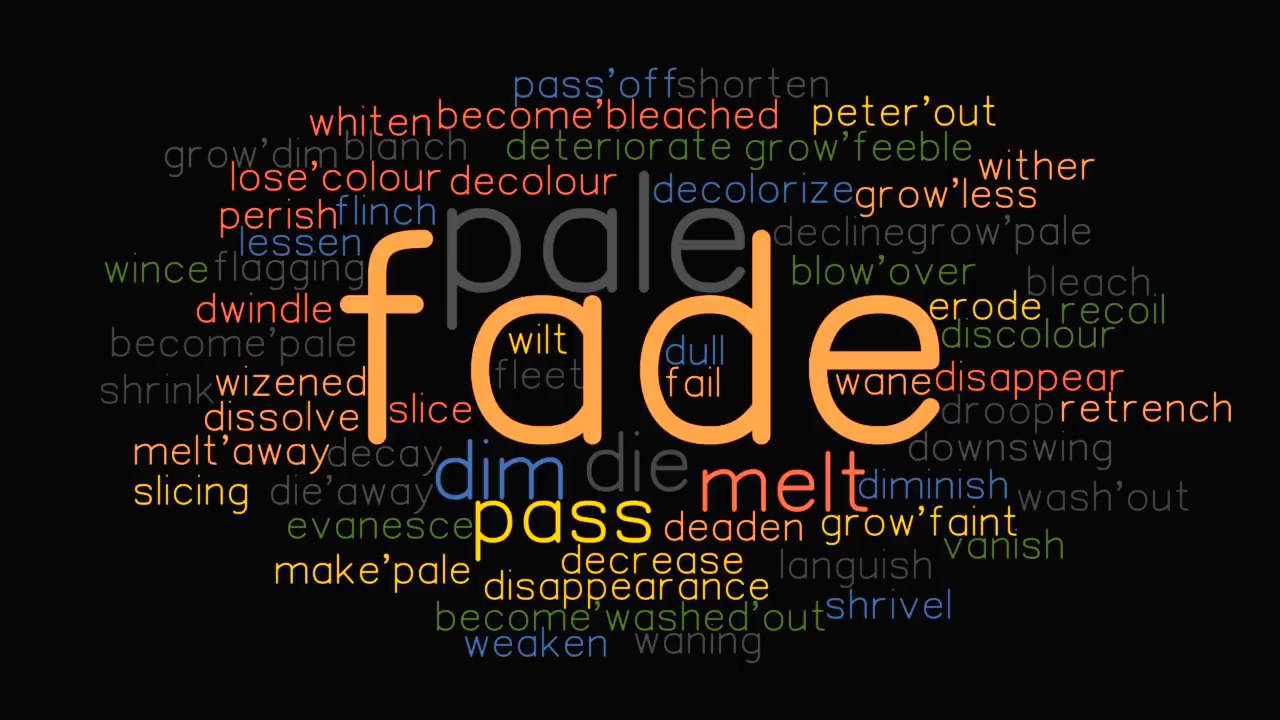 pass'off shorten
whiten become'bleached peter'out
grow'dim blanch deteriorate grow'feeble wither
lose'colour decolour decolorize grow'less
perish flinch pale decline grow'pale
lessen
wince flagging blow'over bleach
dwindle fade erode recoil
become'pale wilt dull discolour
shrink wizened fleet fail wane disappear
dissolve slice droop retrench
melt'away decay dim die melt downswing
slicing die'away diminish wash'out
evanesce pass deaden grow'faint vanish
make'pale decrease languish
disappearance
become'washed'out shrivel
weaken waning